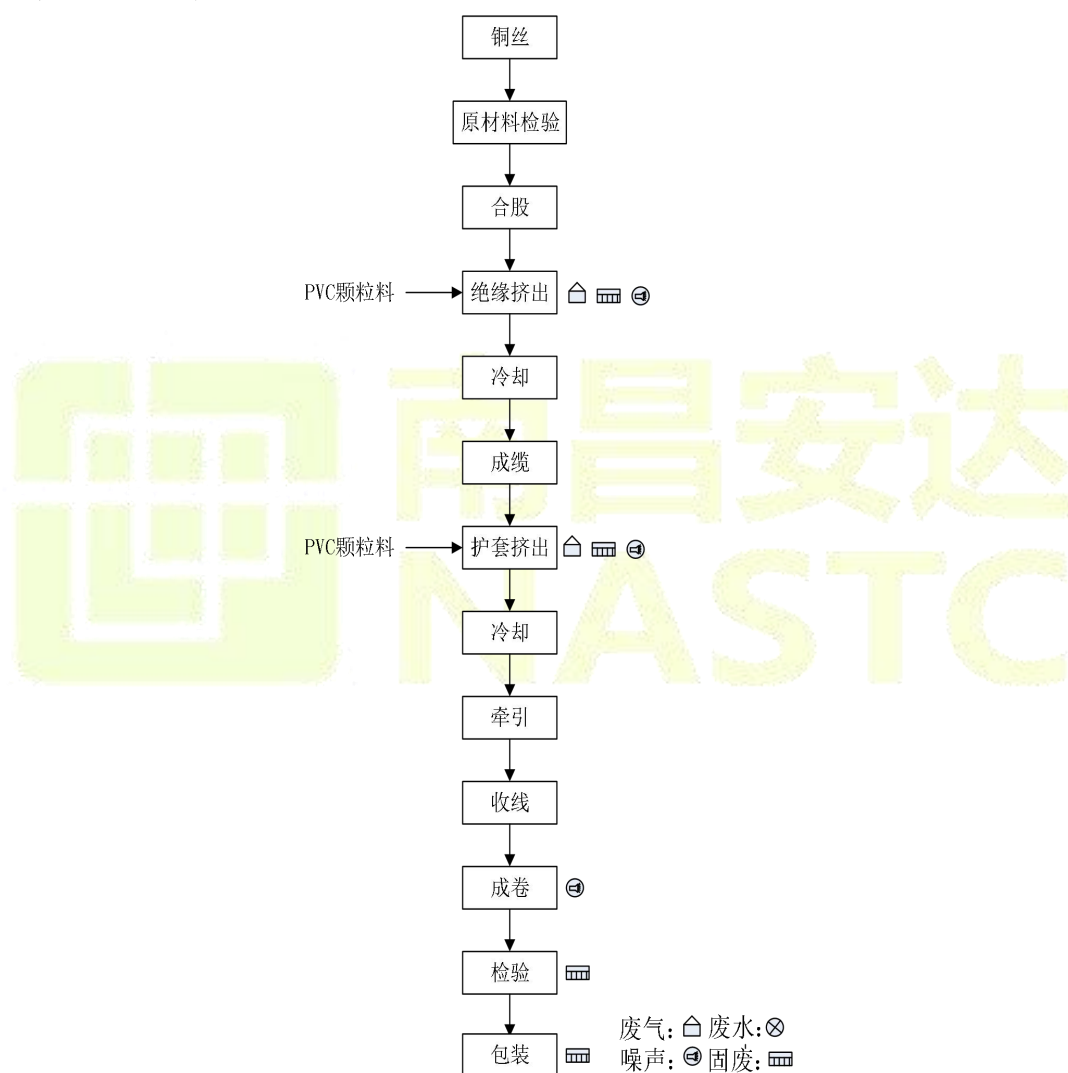 铜丝
原材料检验
合股
PVC颗粒料
绝缘挤出
冷却
成缆
PVC颗粒料
护套挤出
冷却
牵引
收线
成卷
检验
包装
废气: 废水:
噪声: 固废:
南昌安达
NASTC